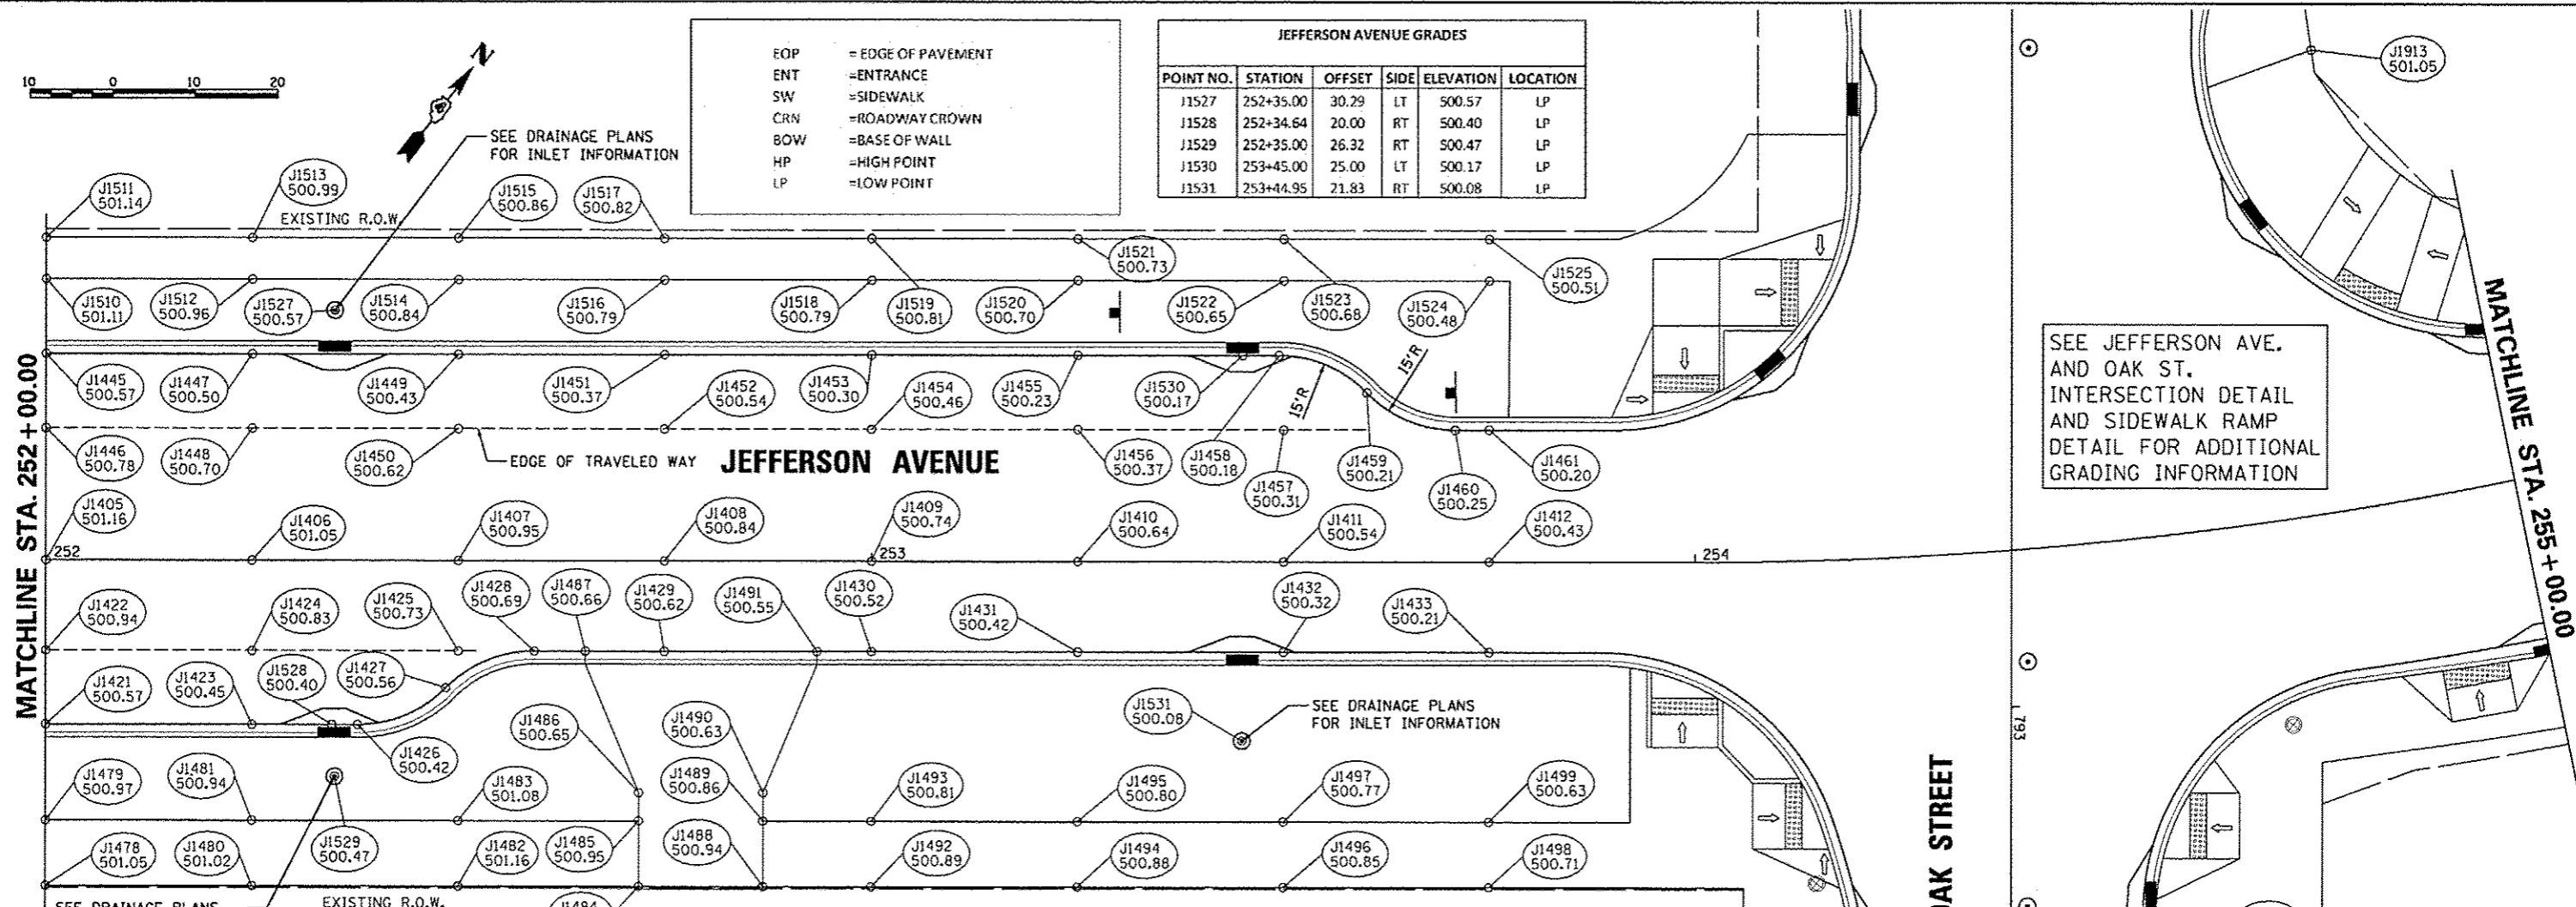 10 0 10 20
N
SEE DRAINAGE PLANS
FOR INLET INFORMATION
EOP = EDGE OF PAVEMENT
ENT =ENTRANCE
SW =SIDEWALK
CRN =ROADWAY CROWN
BOW =BASE OF WALL
HP =HIGH POINT
LP =LOW POINT
JEFFERSON AVENUE GRADES
POINT NO. STATION OFFSET SIDE ELEVATION LOCATION
J1527 252+35.00 30.29 LT 500.57 LP
J1528 252+34.64 20.00 RT 500.40 LP
J1529 252+35.00 26.32 RT 500.47 LP
J1530 253+45.00 25.00 LT 500.17 LP
J1531 253+44.95 21.83 RT 500.08 LP
J1913
501.05
J1511
501.14
J1513
500.99
J1515
500.86
J1517
500.82
EXISTING R.O.W.
J1521
500.73
J1525
500.51
J1510
501.11
J1512
500.96
J1527
500.57
J1514
500.84
J1516
500.79
J1518
500.79
J1519
500.81
J1520
500.70
J1522
500.65
J1523
500.68
J1524
500.48
J1445
500.57
J1447
500.50
J1449
500.43
J1451
500.37
J1452
500.54
J1453
500.30
J1454
500.46
J1455
500.23
J1530
500.17
15'R
15'R
J1446
500.78
J1448
500.70
J1450
500.62
EDGE OF TRAVELED WAY
JEFFERSON AVENUE
J1456
500.37
J1458
500.18
J1457
500.31
J1459
500.21
J1460
500.25
J1461
500.20
SEE JEFFERSON AVE.
AND OAK ST.
INTERSECTION DETAIL
AND SIDEWALK RAMP
DETAIL FOR ADDITIONAL
GRADING INFORMATION
MATCHLINE STA. 252+00.00
MATCHLINE STA. 255+00.00
J1405
501.16
J1406
501.05
J1407
500.95
J1408
500.84
J1409
500.74
J1410
500.64
J1411
500.54
J1412
500.43
252
253
254
J1422
500.94
J1424
500.83
J1425
500.73
J1428
500.69
J1487
500.66
J1429
500.62
J1491
500.55
J1430
500.52
J1431
500.42
J1432
500.32
J1433
500.21
J1421
500.57
J1423
500.45
J1528
500.40
J1427
500.56
J1426
500.42
J1486
500.65
J1490
500.63
J1531
500.08
SEE DRAINAGE PLANS
FOR INLET INFORMATION
793
J1479
500.97
J1481
500.94
J1483
501.08
J1489
500.86
J1493
500.81
J1495
500.80
J1497
500.77
J1499
500.63
J1478
501.05
J1480
501.02
J1529
500.47
J1482
501.16
J1485
500.95
J1488
500.94
J1492
500.89
J1494
500.88
J1496
500.85
J1498
500.71
OAK STREET
SEE DRAINAGE PLANS
EXISTING R.O.W.
J1484